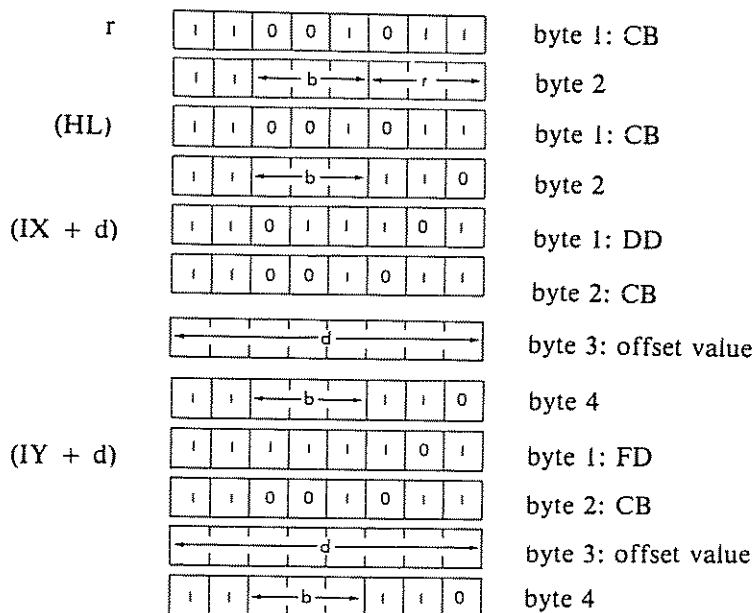 r 1 1 0 0 1 0 1 1 byte 1: CB
1 1 b r byte 2
(HL) 1 1 0 0 1 0 1 1 byte 1: CB
1 1 b 1 1 0 byte 2
(IX + d) 1 1 0 1 1 1 0 1 byte 1: DD
1 1 0 0 1 0 1 1 byte 2: CB
d byte 3: offset value
1 1 b 1 1 0 byte 4
(IY + d) 1 1 1 1 1 1 0 1 byte 1: FD
1 1 0 0 1 0 1 1 byte 2: CB
d byte 3: offset value
1 1 b 1 1 0 byte 4